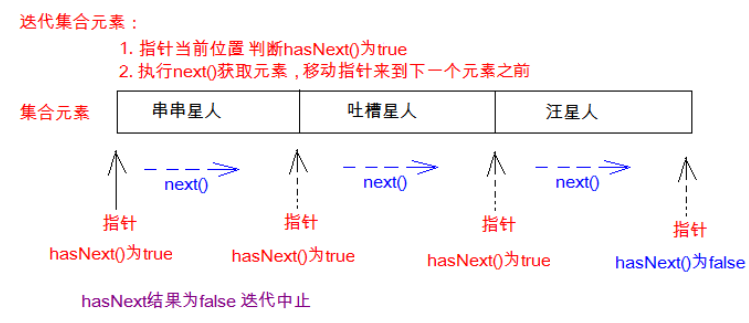 迭代集合元素：
1. 指针当前位置 判断hasNext()为true
2. 执行next()获取元素，移动指针来到下一个元素之前
集合元素 串串星人 吐槽星人 汪星人
next() next() next()
指针 指针 指针 指针
hasNext()为true hasNext()为true hasNext()为true hasNext()为false
hasNext结果为false 迭代中止